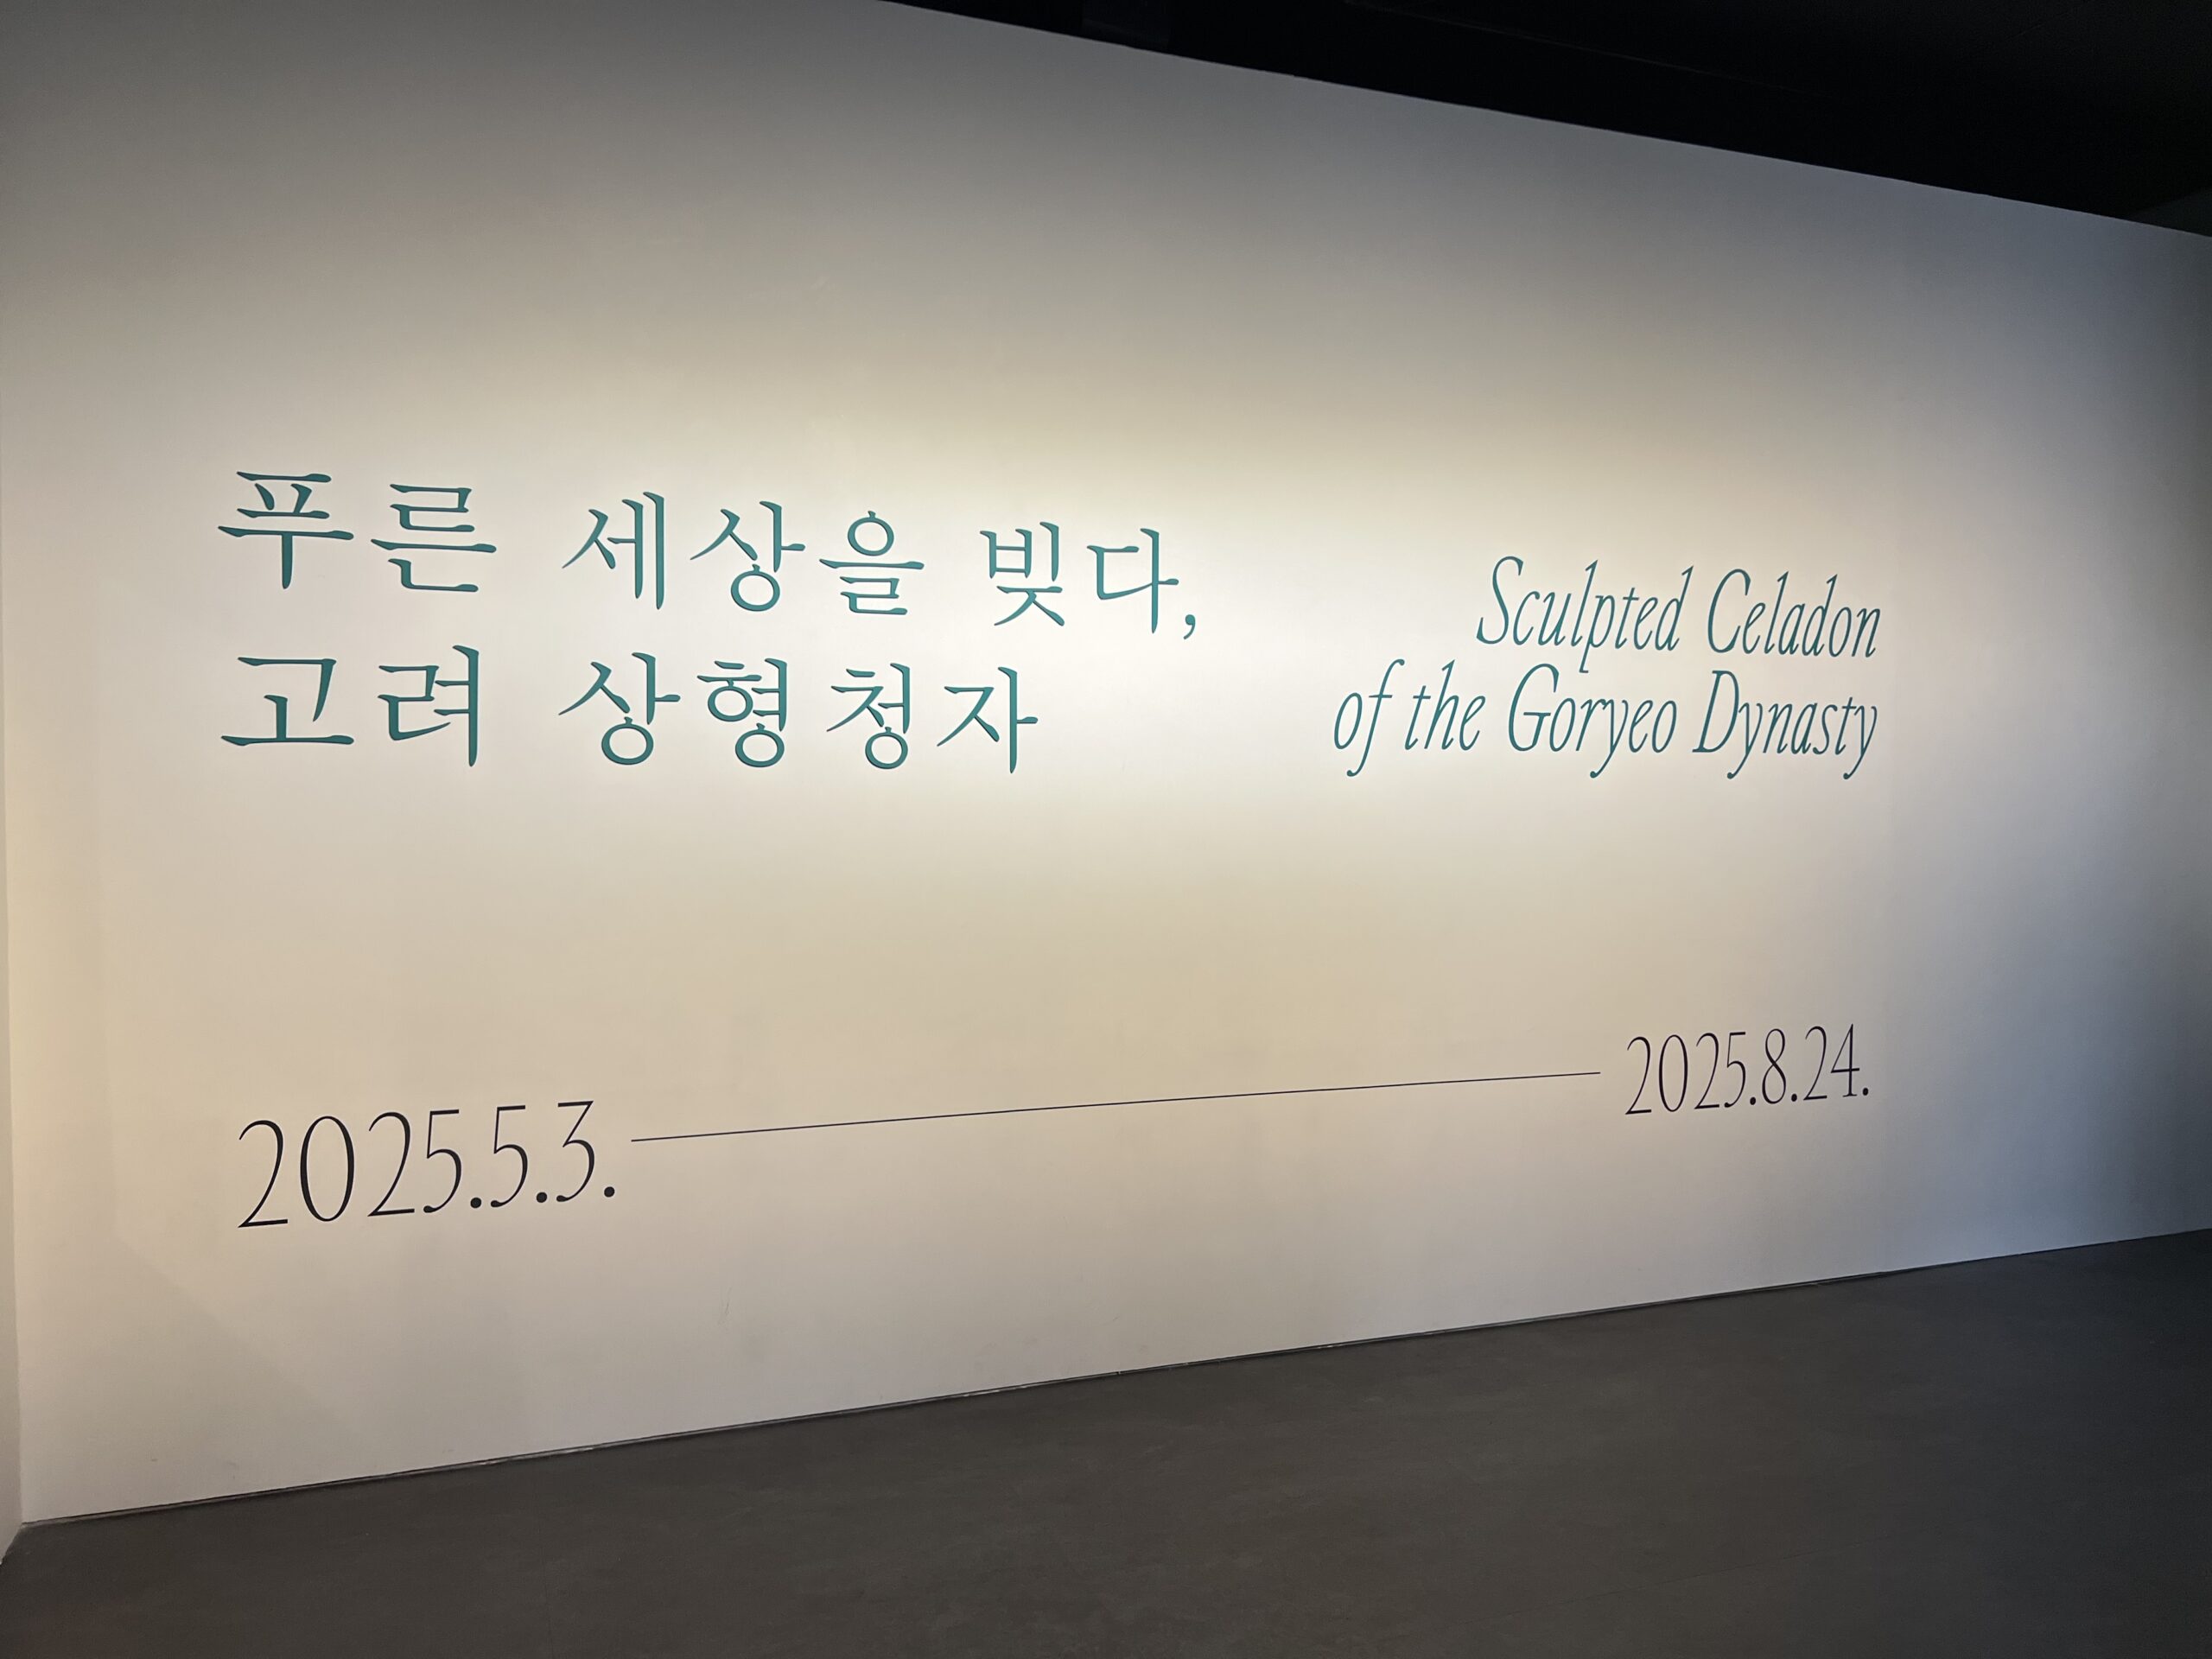 푸른 세상을 빚다,
고려 상형청자
Sculpted Celadon
of the Goryeo Dynasty
2025.5.3. — 2025.8.24.